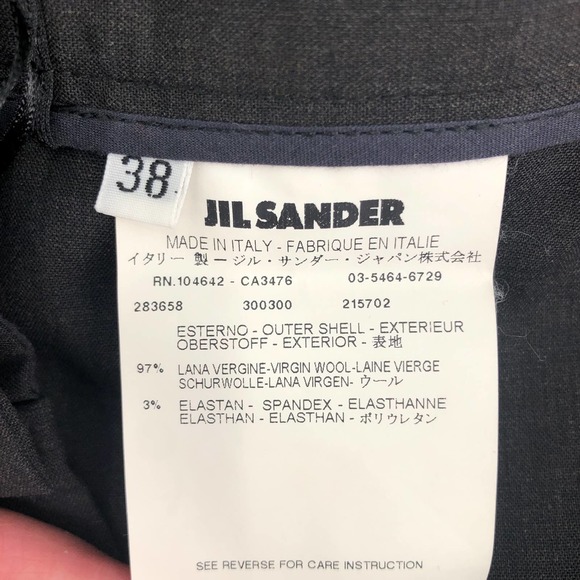 38
JIL SANDER
MADE IN ITALY - FABRIQUE EN ITALIE
イタリー 製 ー ジル・サンダー・ジャパン株式会社
RN.104642 - CA3476 03-5464-6729
283658 300300 215702
ESTERNO - OUTER SHELL - EXTERIEUR
OBERSTOFF - EXTERIOR - 表地
97% LANA VERGINE-VIRGIN WOOL-LAINE VIERGE
SCHURWOLLE-LANA VIRGEN- ウール
3% ELASTAN - SPANDEX - ELASTHANNE
ELASTHAN - ELASTHAN - ポリウレタン
SEE REVERSE FOR CARE INSTRUCTION